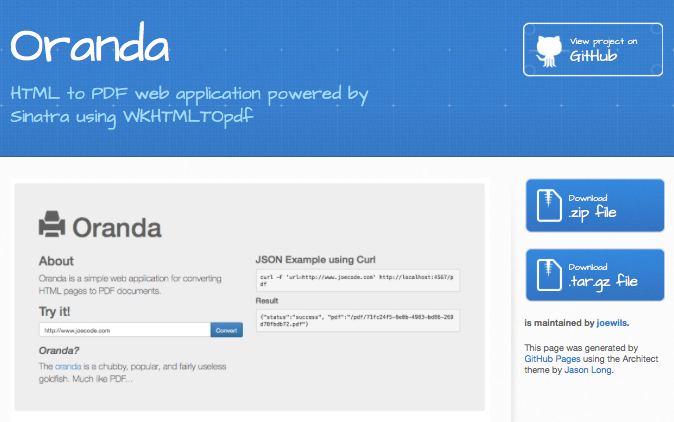 Oranda
HTML to PDF web application powered by
Sinatra using WKHTMLTOpdf
View project on
GitHub
Oranda
About
Oranda is a simple web application for converting
HTML pages to PDF documents.
Try it!
http://www.joecode.com
Convert
Oranda?
The oranda is a chubby, popular, and fairly useless
goldfish. Much like PDF...
JSON Example using Curl
curl -F 'url=http://www.joecode.com' http://localhost:4567/p
df
Result
{"status":"success", "pdf":"/pdf/71fc24f5-8e8b-4983-bd86-269
d70fbdb72.pdf"}
Download
.zip file
Download
.tar.gz file
is maintained by joewils.
This page was generated by
GitHub Pages using the Architect
theme by Jason Long.